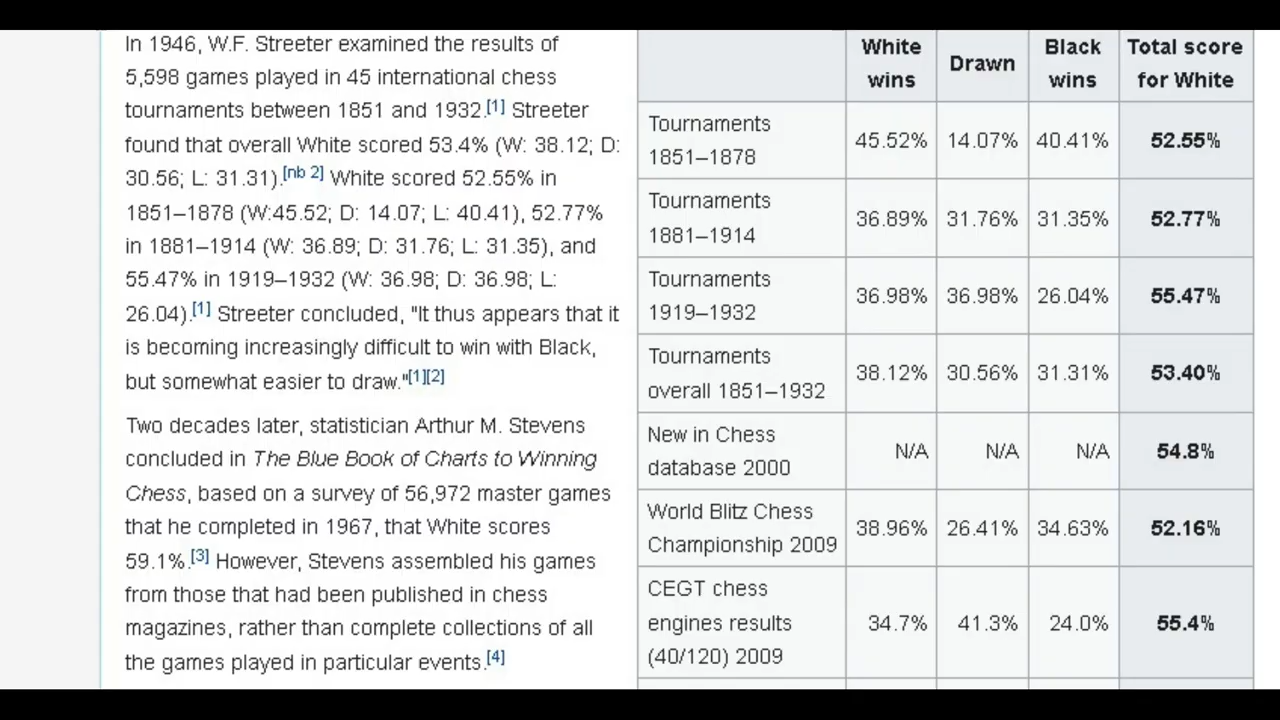 In 1946, W.F. Streeter examined the results of
5,598 games played in 45 international chess
tournaments between 1851 and 1932.[1] Streeter
found that overall White scored 53.4% (W: 38.12; D:
30.56; L: 31.31).[nb 2] White scored 52.55% in
1851–1878 (W:45.52; D: 14.07; L: 40.41), 52.77%
in 1881–1914 (W: 36.89; D: 31.76; L: 31.35), and
55.47% in 1919–1932 (W: 36.98; D: 36.98; L:
26.04).[1] Streeter concluded, "It thus appears that it
is becoming increasingly difficult to win with Black,
but somewhat easier to draw."[1][2]
Two decades later, statistician Arthur M. Stevens
concluded in The Blue Book of Charts to Winning
Chess, based on a survey of 56,972 master games
that he completed in 1967, that White scores
59.1%.[3] However, Stevens assembled his games
from those that had been published in chess
magazines, rather than complete collections of all
the games played in particular events.[4]
White wins Drawn Black wins Total score for White
Tournaments
1851–1878 45.52% 14.07% 40.41% 52.55%
Tournaments
1881–1914 36.89% 31.76% 31.35% 52.77%
Tournaments
1919–1932 36.98% 36.98% 26.04% 55.47%
Tournaments
overall 1851–1932 38.12% 30.56% 31.31% 53.40%
New in Chess
database 2000 N/A N/A N/A 54.8%
World Blitz Chess
Championship 2009 38.96% 26.41% 34.63% 52.16%
CEGT chess
engines results
(40/120) 2009 34.7% 41.3% 24.0% 55.4%